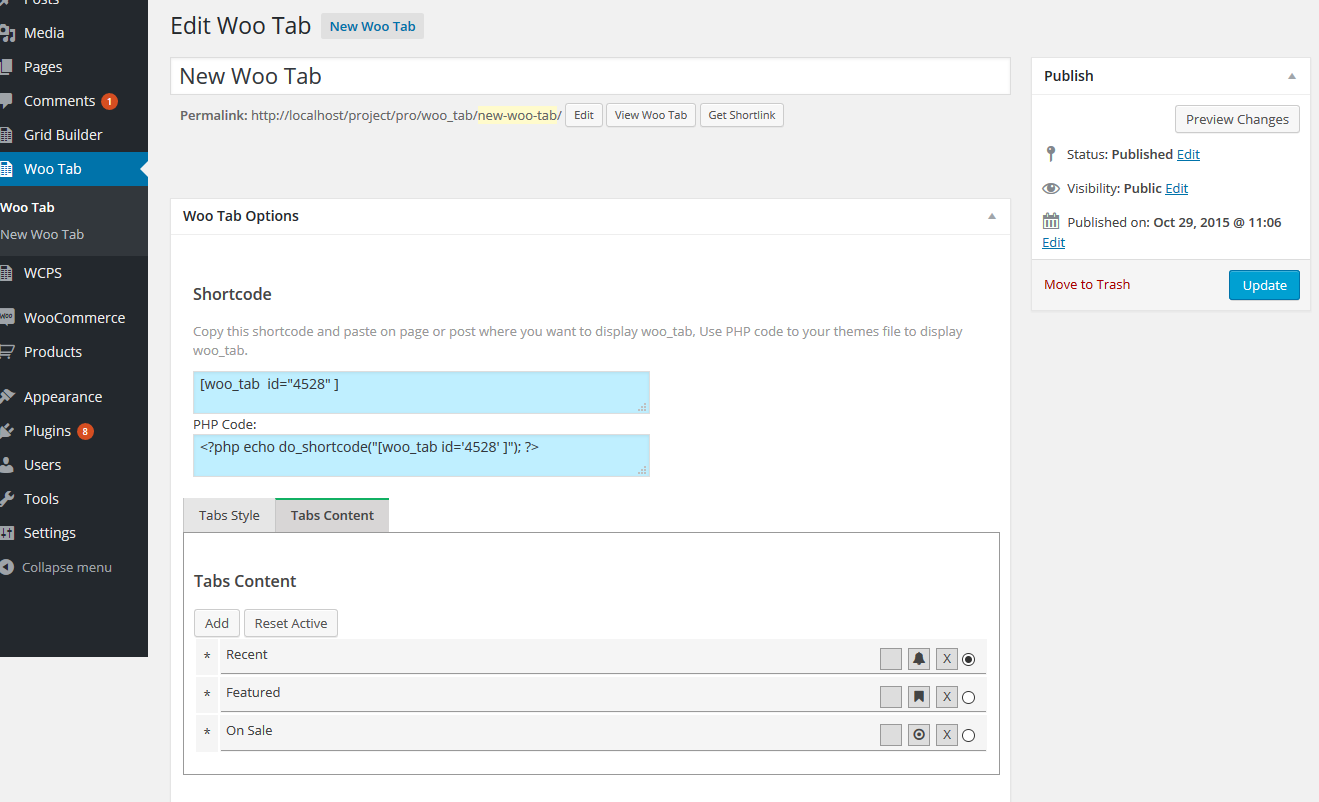 Posts
Media
Pages
Comments 1
Grid Builder
Woo Tab
Woo Tab
New Woo Tab
WCPS
WooCommerce
Products
Appearance
Plugins 8
Users
Tools
Settings
Collapse menu
Edit Woo Tab New Woo Tab
New Woo Tab
Permalink: http://localhost/project/pro/woo_tab/new-woo-tab/ Edit View Woo Tab Get Shortlink
Woo Tab Options
Shortcode
Copy this shortcode and paste on page or post where you want to display woo_tab, Use PHP code to your themes file to display
woo_tab.
[woo_tab  id="4528" ]
PHP Code:
<?php echo do_shortcode("[woo_tab id='4528' ]"); ?>
Tabs Style Tabs Content
Tabs Content
Add Reset Active
* Recent X
* Featured X
* On Sale X
Publish
Preview Changes
Status: Published Edit
Visibility: Public Edit
Published on: Oct 29, 2015 @ 11:06
Edit
Move to Trash Update